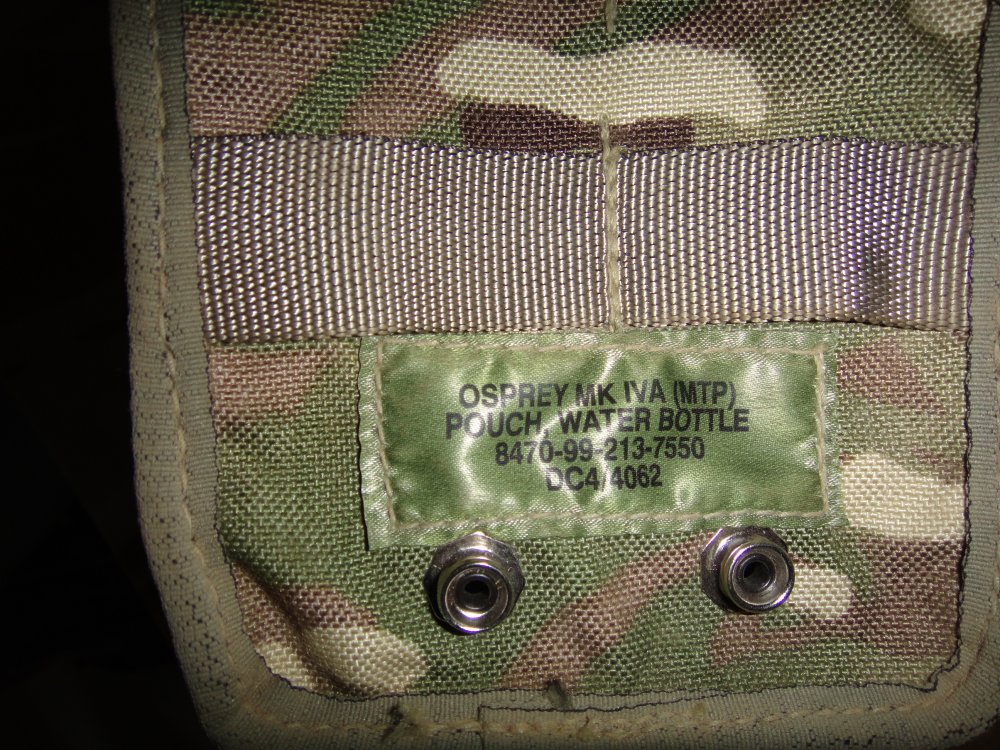 OSPREY MK IVA (MTP)
POUCH, WATER BOTTLE
8470-99-213-7550
DC4/4062